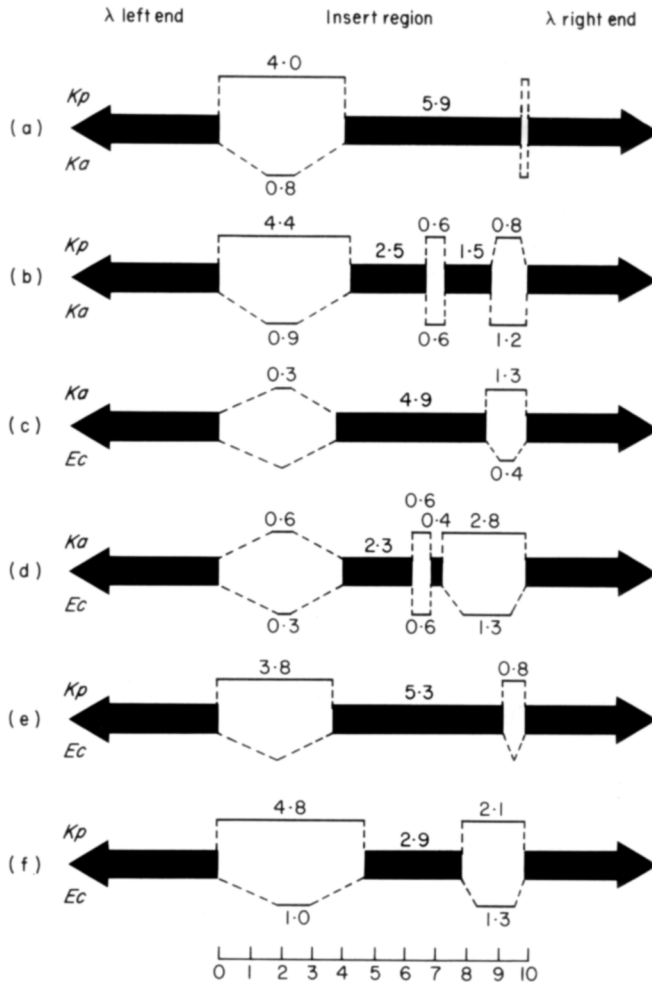 λ left end Insert region λ right end
4·0
Kp
5·9
(a)
Ka
0·8
4·4 0·6 0·8
Kp
2·5 1·5
(b)
Ka
0·9 0·6 1·2
0·3 1·3
Ka
4·9
(c)
Ec
0·4
0·6
0·6 0·4 2·8
Ka
2·3
(d)
Ec
0·3 0·6 1·3
3·8 0·8
Kp
5·3
(e)
Ec
4·8 2·1
Kp
2·9
(f)
Ec
1·0 1·3
0 1 2 3 4 5 6 7 8 9 10